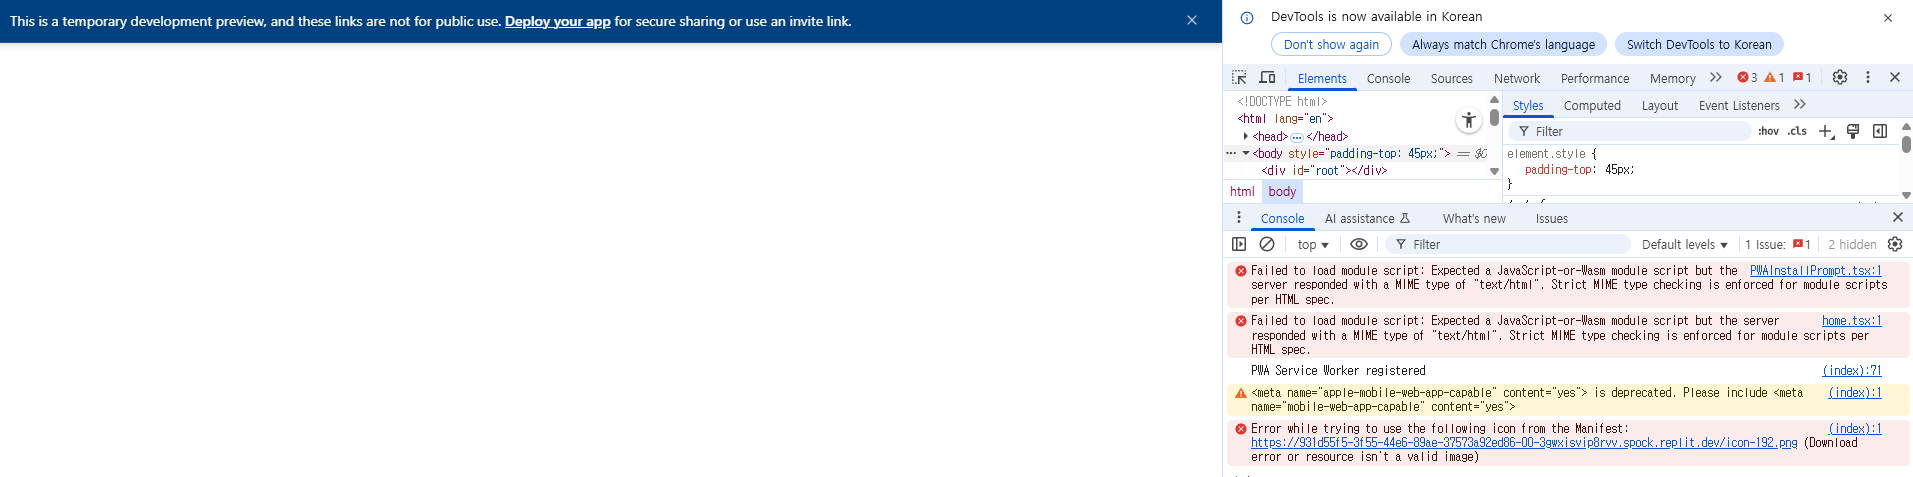 This is a temporary development preview, and these links are not for public use. Deploy your app for secure sharing or use an invite link.
DevTools is now available in Korean
Don't show again
Always match Chrome's language
Switch DevTools to Korean
Elements
Console
Sources
Network
Performance
Memory
3
1
1
<!DOCTYPE html>
<html lang="en">
<head> </head>
<body style="padding-top: 45px;"> == $0
<div id="root"></div>
html
body
Styles
Computed
Layout
Event Listeners
Filter
:hov
.cls
element.style {
padding-top: 45px;
}
Console
AI assistance
What's new
Issues
top
Filter
Default levels
1 Issue:
1
2 hidden
Failed to load module script: Expected a JavaScript-or-Wasm module script but the PWAInstallPrompt.tsx:1
server responded with a MIME type of "text/html". Strict MIME type checking is enforced for module scripts
per HTML spec.
Failed to load module script: Expected a JavaScript-or-Wasm module script but the server home.tsx:1
responded with a MIME type of "text/html". Strict MIME type checking is enforced for module scripts per
HTML spec.
PWA Service Worker registered (index):71
<meta name="apple-mobile-web-app-capable" content="yes"> is deprecated. Please include <meta (index):1
name="mobile-web-app-capable" content="yes">
Error while trying to use the following icon from the Manifest: (index):1
https://931d55f5-3f55-44e6-89ae-37573a92ed86-00-3gwxisvip8rvv.spock.replit.dev/icon-192.png (Download
error or resource isn't a valid image)